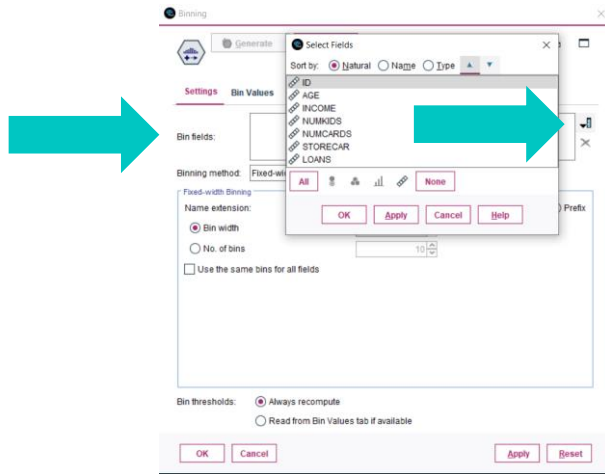 Binning
Generate
Select Fields
Sort by: Natural Name Type
Settings Bin Values
ID
AGE
INCOME
NUMKIDS
NUMCARDS
STORECAR
LOANS
Bin fields:
All None
Binning method: Fixed-wi
Fixed-width Binning
Name extension: Prefix
OK Apply Cancel Help
Bin width
No. of bins 10
Use the same bins for all fields
Bin thresholds: Always recompute
Read from Bin Values tab if available
OK Cancel Apply Reset